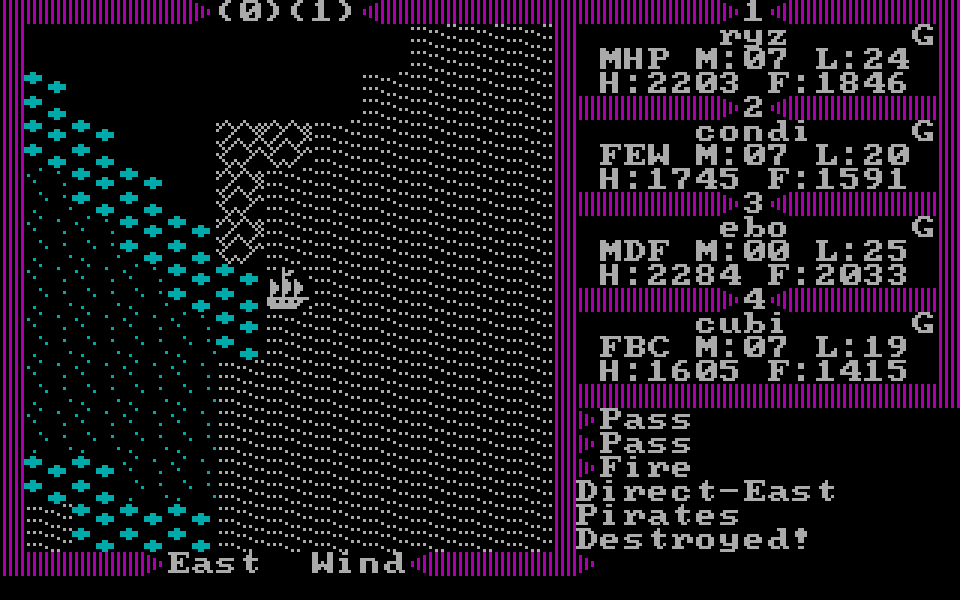 (0)(1)
1
ryz G
MHP M:07 L:24
H:2203 F:1846
2
condi G
FEW M:07 L:20
H:1745 F:1591
3
ebo G
MDF M:00 L:25
H:2284 F:2033
4
cubi G
FBC M:07 L:19
H:1605 F:1415
Pass
Pass
Fire
Direct-East
Pirates
Destroyed!
East Wind